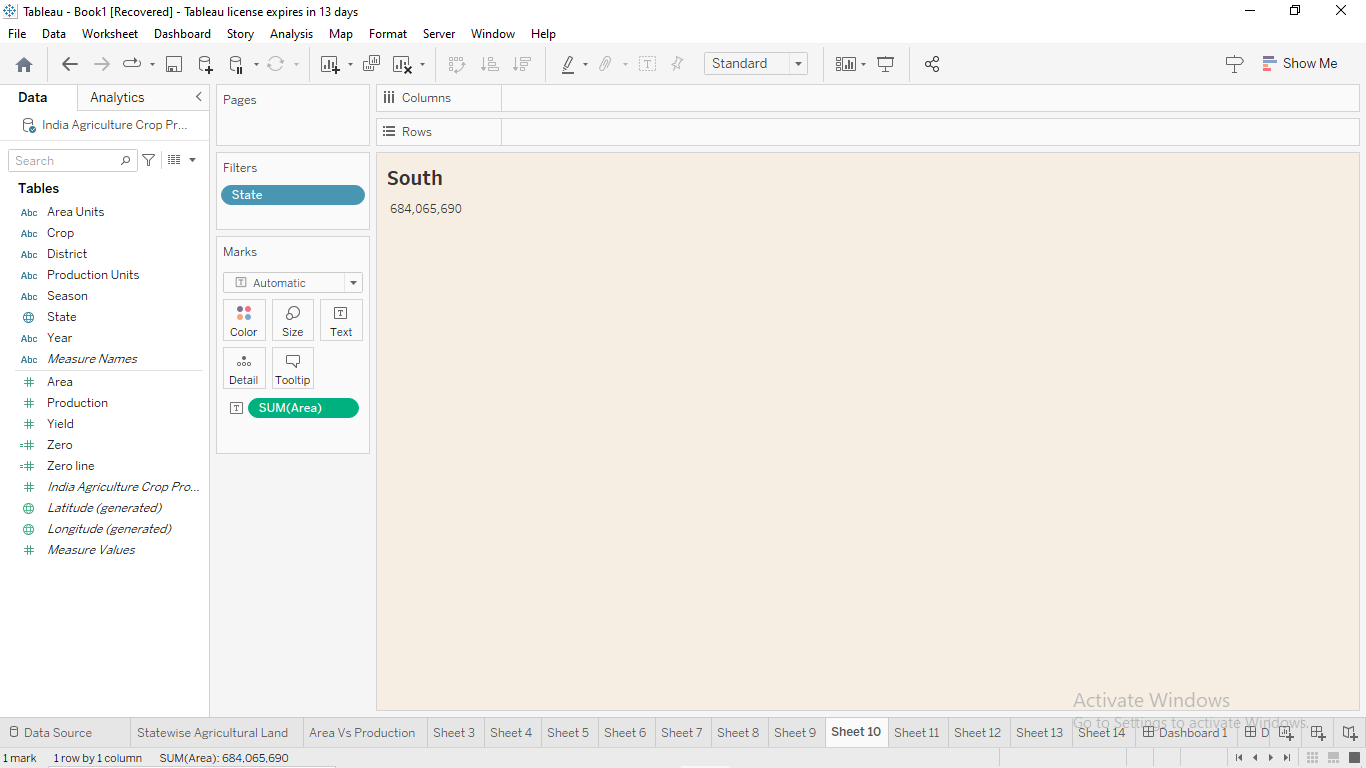 Tableau - Book1 [Recovered] - Tableau license expires in 13 days
File Data Worksheet Dashboard Story Analysis Map Format Server Window Help
Standard
Show Me
Data Analytics
India Agriculture Crop Pr...
Search
Tables
Abc Area Units
Abc Crop
Abc District
Abc Production Units
Abc Season
State
Abc Year
Abc Measure Names
# Area
# Production
# Yield
=# Zero
=# Zero line
# India Agriculture Crop Pro...
Latitude (generated)
Longitude (generated)
# Measure Values
Pages
Filters
State
Marks
T Automatic
Color Size Text
Detail Tooltip
T SUM(Area)
Columns
Rows
South
684,065,690
Activate Windows
Go to Settings to activate Windows.
Data Source Statewise Agricultural Land Area Vs Production Sheet 3 Sheet 4 Sheet 5 Sheet 6 Sheet 7 Sheet 8 Sheet 9 Sheet 10 Sheet 11 Sheet 12 Sheet 13 Sheet 14 Dashboard 1 D
1 mark 1 row by 1 column SUM(Area): 684,065,690